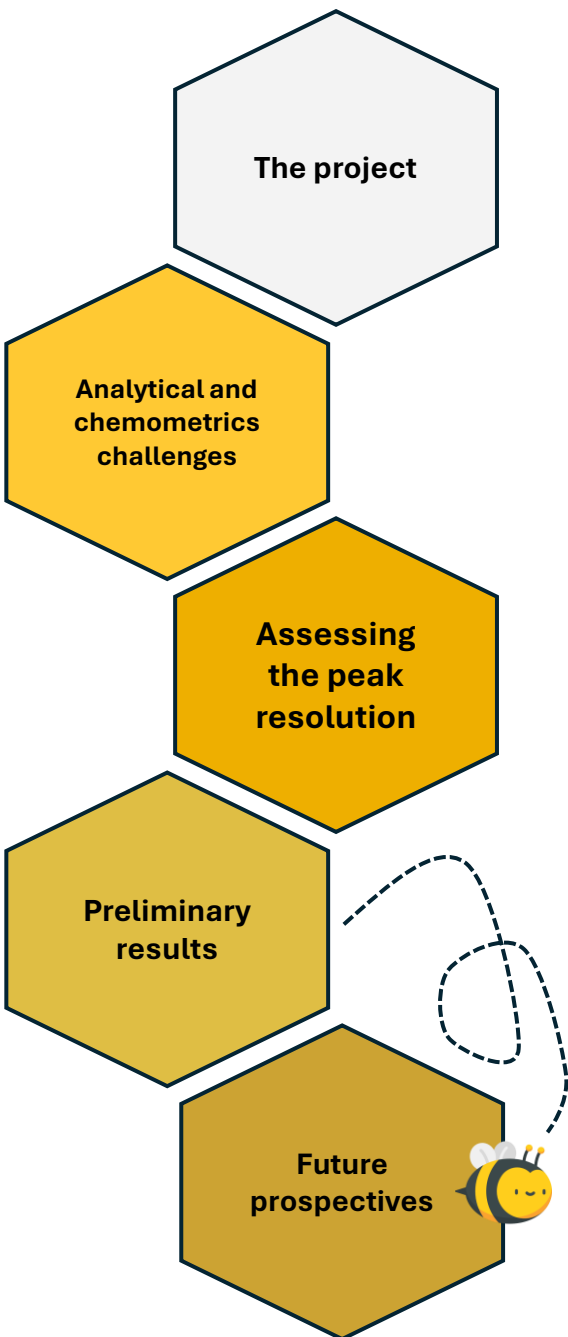 The project
Analytical and
chemometrics
challenges
Assessing
the peak
resolution
Preliminary
results
Future
prospectives